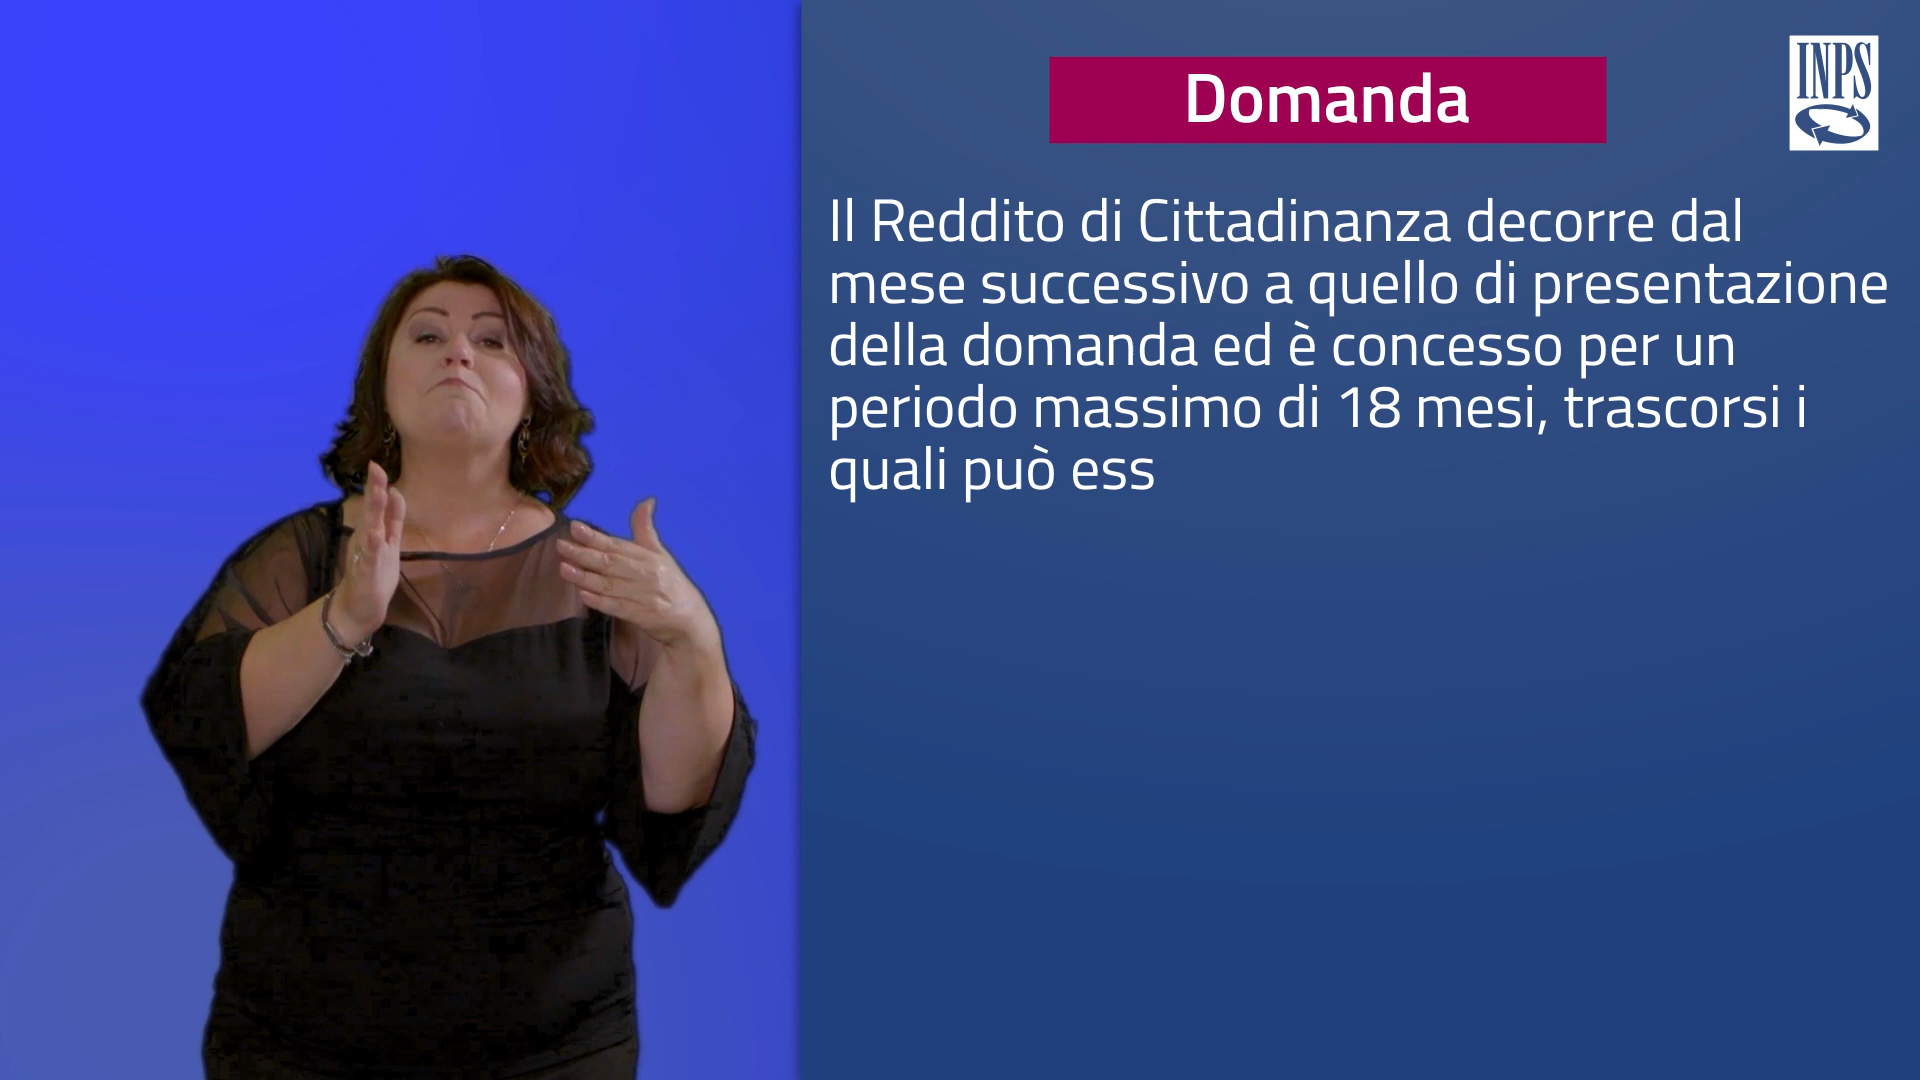 Domanda
INPS
Il Reddito di Cittadinanza decorre dal
mese successivo a quello di presentazione
della domanda ed è concesso per un
periodo massimo di 18 mesi, trascorsi i
quali può ess